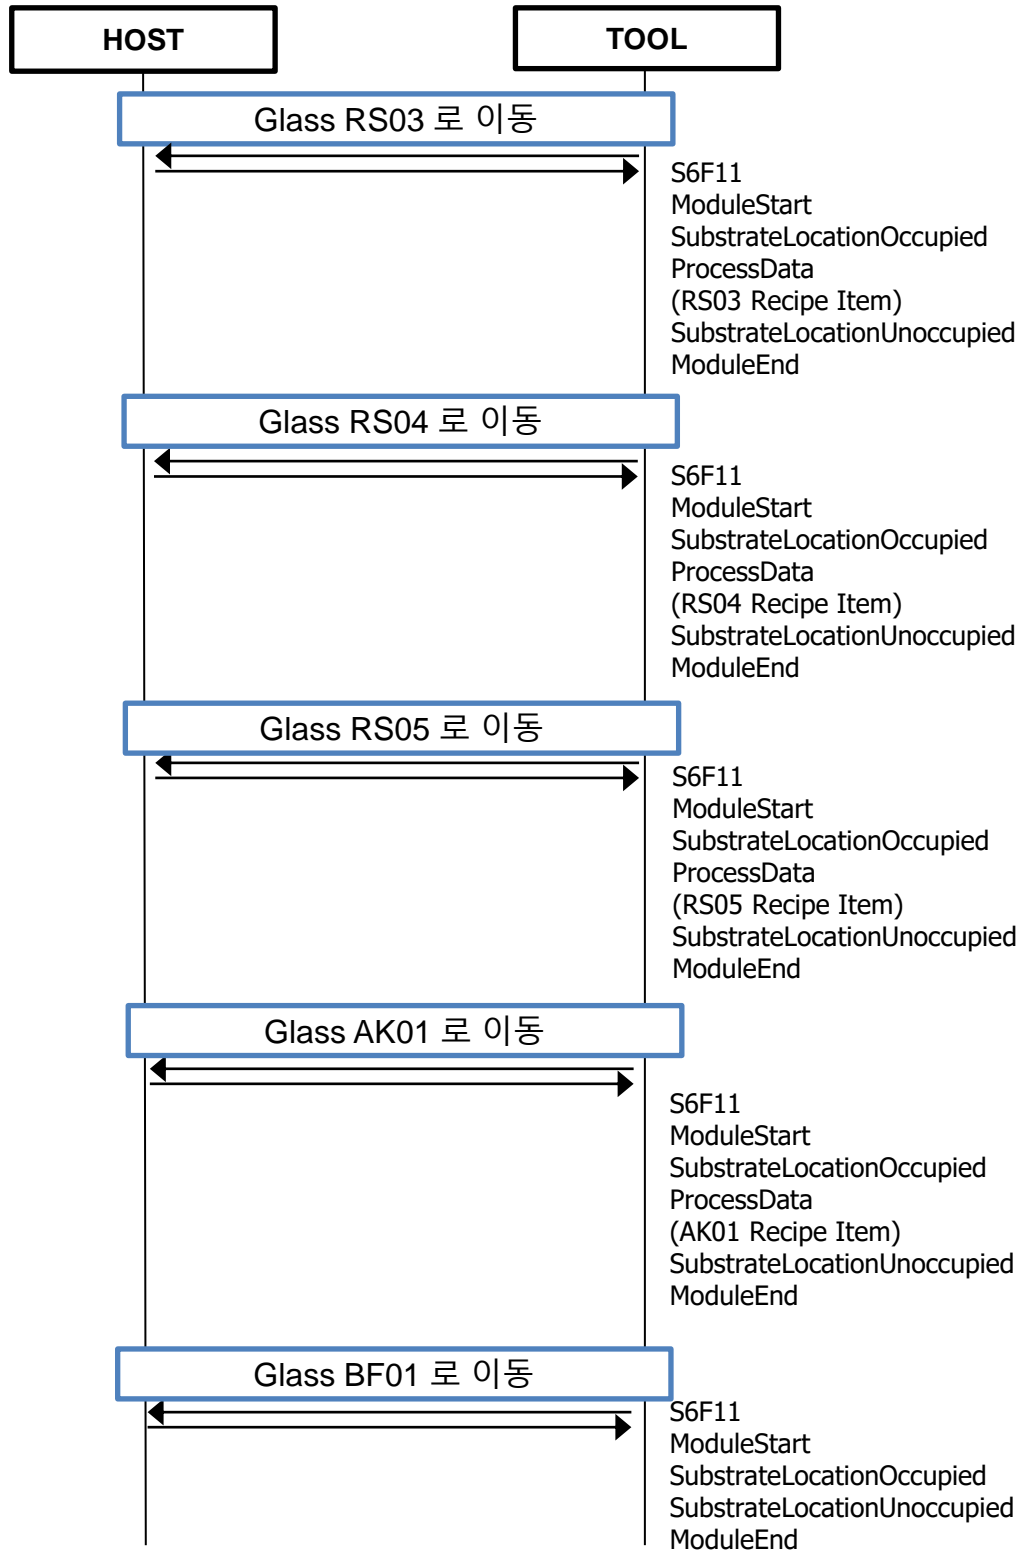 HOST
TOOL
Glass RS03 로 이동
S6F11
ModuleStart
SubstrateLocationOccupied
ProcessData
(RS03 Recipe Item)
SubstrateLocationUnoccupied
ModuleEnd
Glass RS04 로 이동
S6F11
ModuleStart
SubstrateLocationOccupied
ProcessData
(RS04 Recipe Item)
SubstrateLocationUnoccupied
ModuleEnd
Glass RS05 로 이동
S6F11
ModuleStart
SubstrateLocationOccupied
ProcessData
(RS05 Recipe Item)
SubstrateLocationUnoccupied
ModuleEnd
Glass AK01 로 이동
S6F11
ModuleStart
SubstrateLocationOccupied
ProcessData
(AK01 Recipe Item)
SubstrateLocationUnoccupied
ModuleEnd
Glass BF01 로 이동
S6F11
ModuleStart
SubstrateLocationOccupied
SubstrateLocationUnoccupied
ModuleEnd